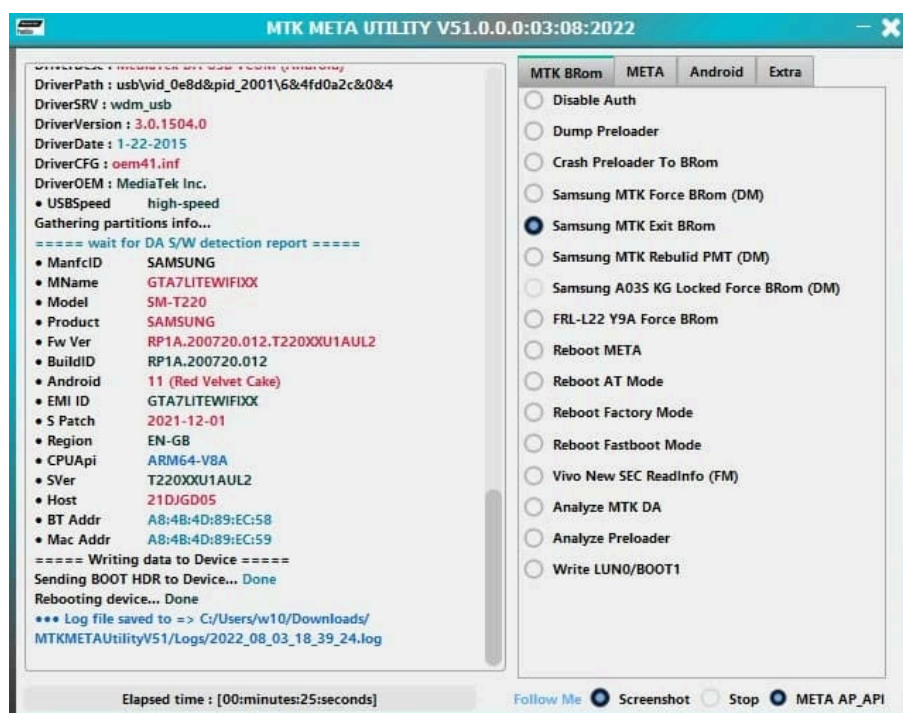 MTK META UTILITY V51.0.0.0:03:08:2022
DriverDesc : MediaTek DA USB VCOM (Android)
DriverPath : usb\vid_0e8d&pid_2001\6&4fd0a2c&0&4
DriverSRV : wdm_usb
DriverVersion : 3.0.1504.0
DriverDate : 1-22-2015
DriverCFG : oem41.inf
DriverOEM : MediaTek Inc.
• USBSpeed high-speed
Gathering partitions info...
===== wait for DA S/W detection report =====
• ManfcID SAMSUNG
• MName GTA7LITEWIFIXX
• Model SM-T220
• Product SAMSUNG
• Fw Ver RP1A.200720.012.T220XXU1AUL2
• BuildID RP1A.200720.012
• Android 11 (Red Velvet Cake)
• EMI ID GTA7LITEWIFIXX
• S Patch 2021-12-01
• Region EN-GB
• CPUApi ARM64-V8A
• SVer T220XXU1AUL2
• Host 21DJGD05
• BT Addr A8:4B:4D:89:EC:58
• Mac Addr A8:4B:4D:89:EC:59
===== Writing data to Device =====
Sending BOOT HDR to Device... Done
Rebooting device... Done
••• Log file saved to => C:/Users/w10/Downloads/
MTKMETAUtilityV51/Logs/2022_08_03_18_39_24.log
Elapsed time : [00:minutes:25:seconds]
MTK BRom META Android Extra
Disable Auth
Dump Preloader
Crash Preloader To BRom
Samsung MTK Force BRom (DM)
Samsung MTK Exit BRom
Samsung MTK Rebulid PMT (DM)
Samsung A03S KG Locked Force BRom (DM)
FRL-L22 Y9A Force BRom
Reboot META
Reboot AT Mode
Reboot Factory Mode
Reboot Fastboot Mode
Vivo New SEC ReadInfo (FM)
Analyze MTK DA
Analyze Preloader
Write LUN0/BOOT1
Follow Me Screenshot Stop META AP_API